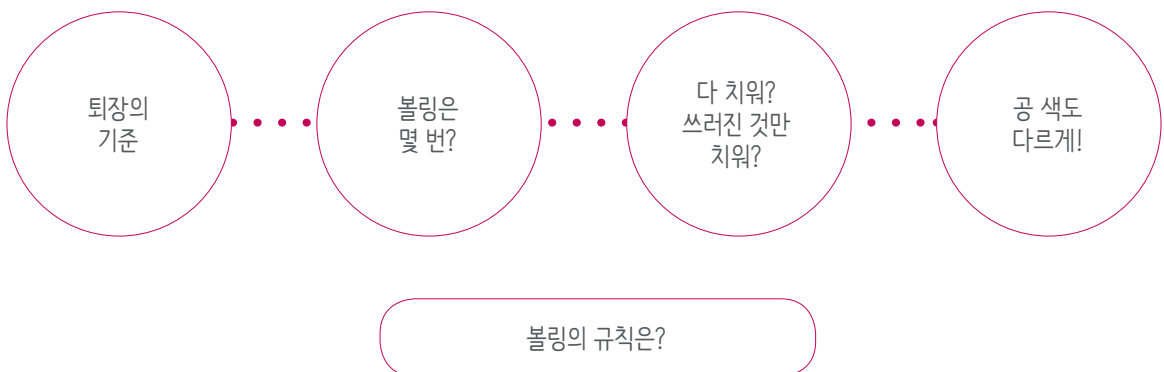 퇴장의
기준
볼링은
몇 번?
다 치워?
쓰러진 것만
치워?
공 색도
다르게!
볼링의 규칙은?